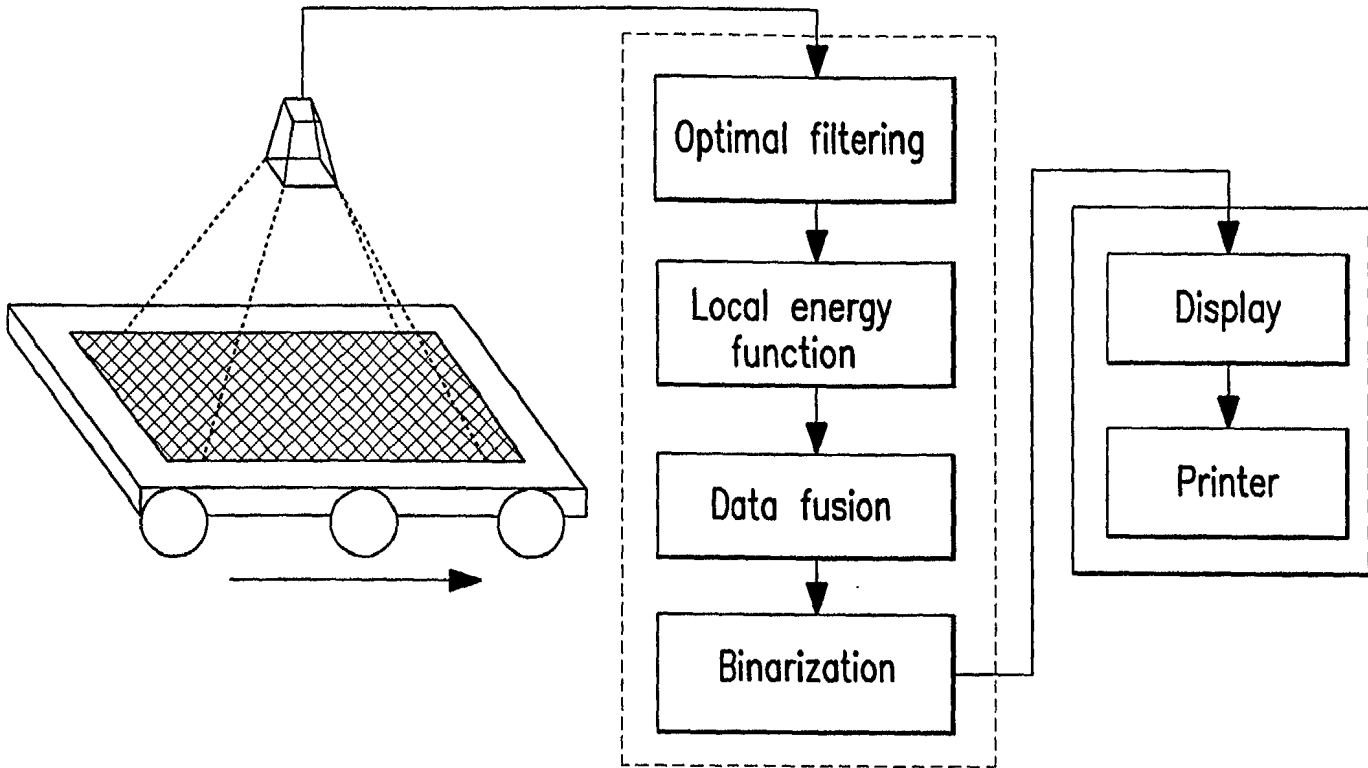 Optimal filtering
Local energy
function
Data fusion
Binarization
Display
Printer